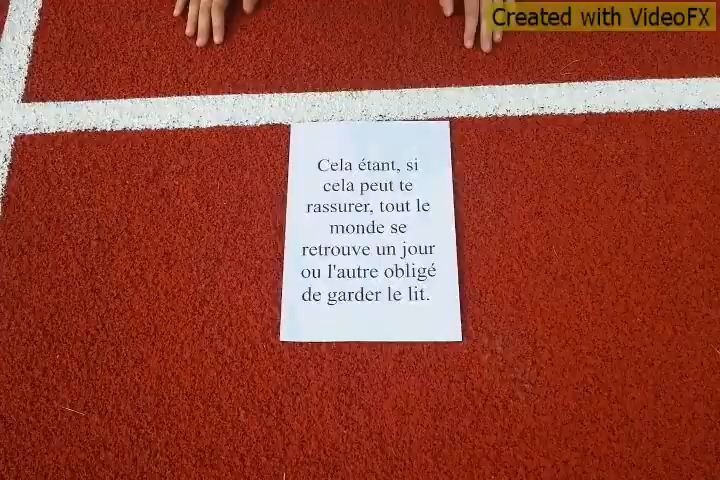 Created with VideoFX
Cela étant, si
cela peut te
rassurer, tout le
monde se
retrouve un jour
ou l'autre obligé
de garder le lit.